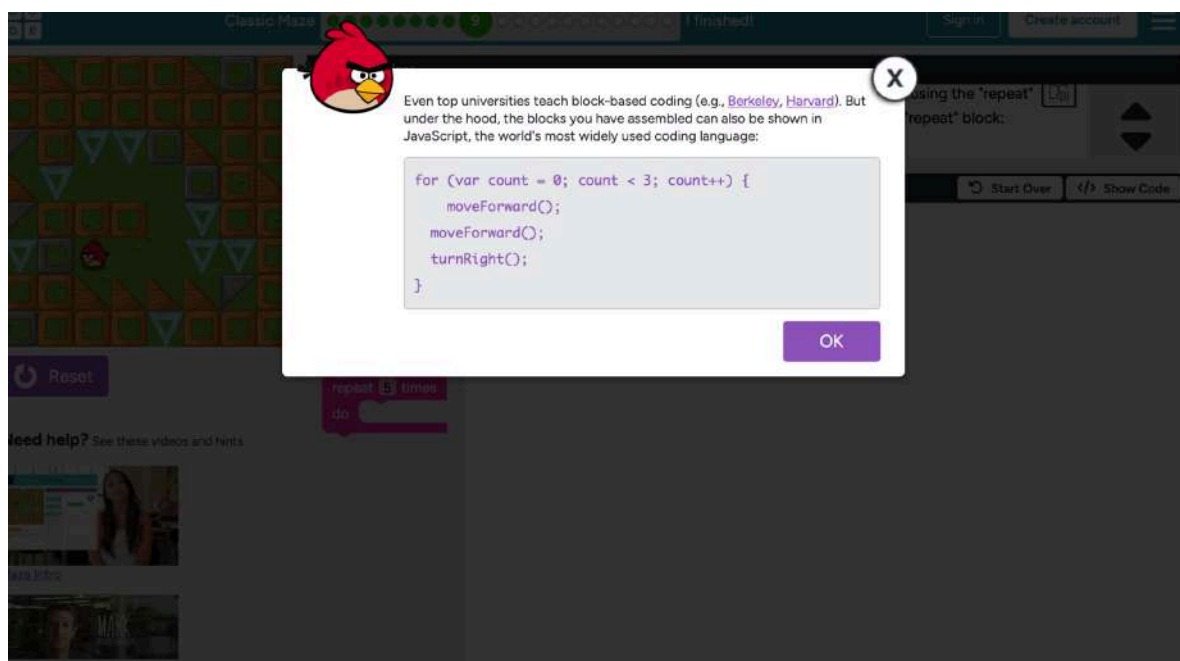 Classic Maze 9 I finished!
Sign in
Create account
X
Even top universities teach block-based coding (e.g., Berkeley, Harvard). But
under the hood, the blocks you have assembled can also be shown in
JavaScript, the world's most widely used coding language:
for (var count = 0; count < 3; count++) {
moveForward();
moveForward();
turnRight();
}
OK
using the "repeat"
"repeat" block:
Start Over
</> Show Code
Reset
repeat 5 times
do
Need help? See these videos and hints
Maze Intro
MARK